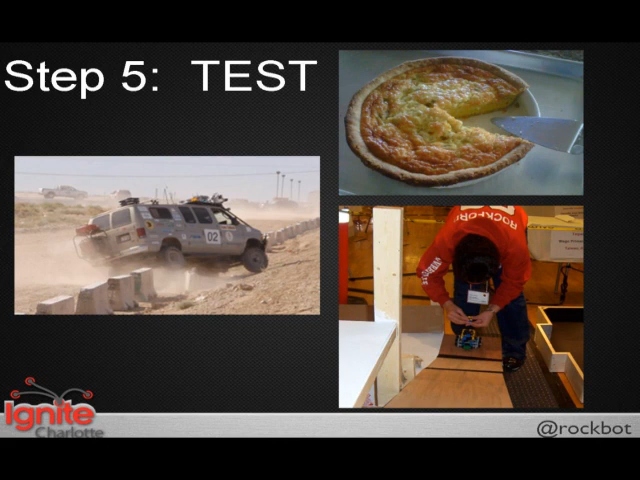 Step 5: TEST
02
ROCKFORD
Ignite
Charlotte
@rockbot